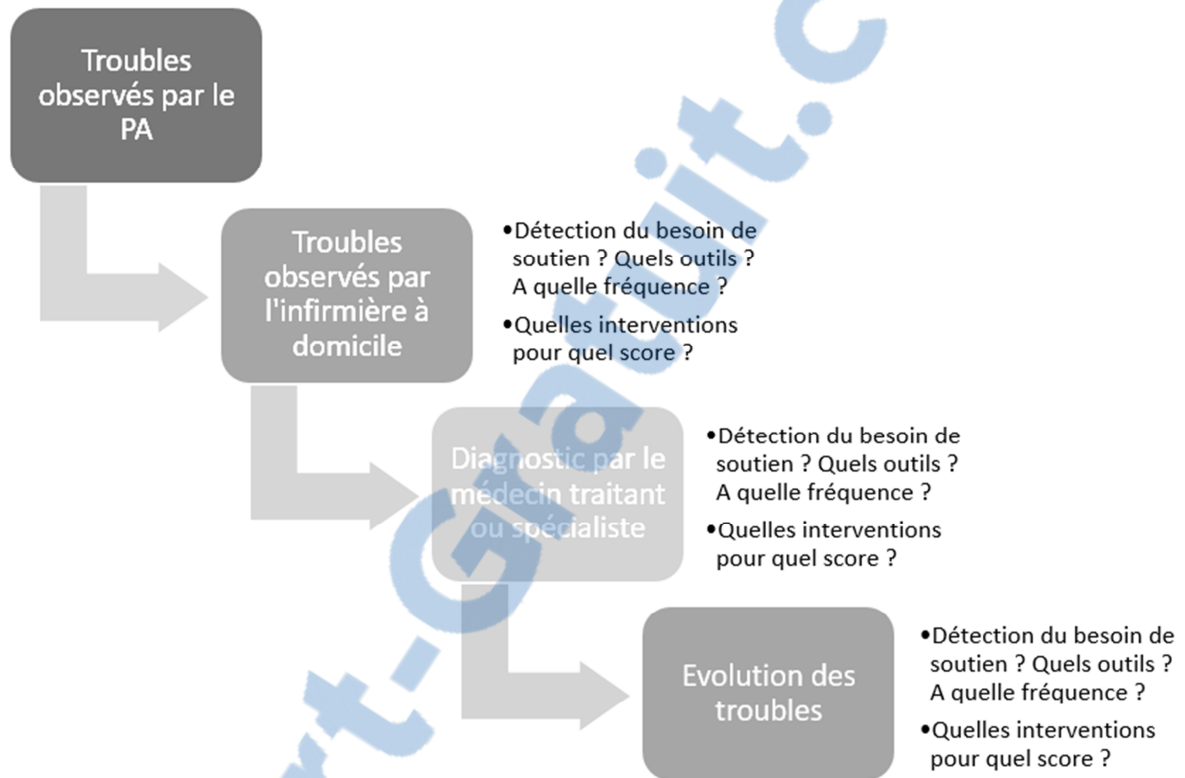 Troubles
observés par le
PA
Troubles
observés par
l'infirmière à
domicile
•Détection du besoin de
soutien ? Quels outils ?
A quelle fréquence ?
•Quelles interventions
pour quel score ?
Diagnostic par le
médecin traitant
ou spécialiste
•Détection du besoin de
soutien ? Quels outils ?
A quelle fréquence ?
•Quelles interventions
pour quel score ?
Evolution des
troubles
•Détection du besoin de
soutien ? Quels outils ?
A quelle fréquence ?
•Quelles interventions
pour quel score ?
rt-Gratuit.c